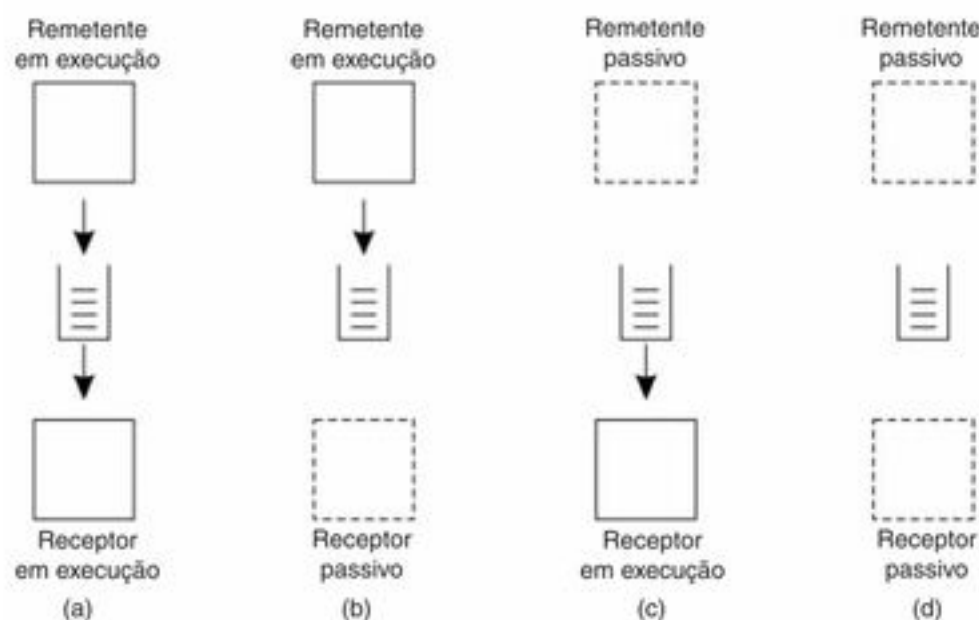 Remetente
em execução
Remetente
em execução
Remetente
passivo
Remetente
passivo
Receptor
em execução
Receptor
passivo
Receptor
em execução
Receptor
passivo
(a)
(b)
(c)
(d)